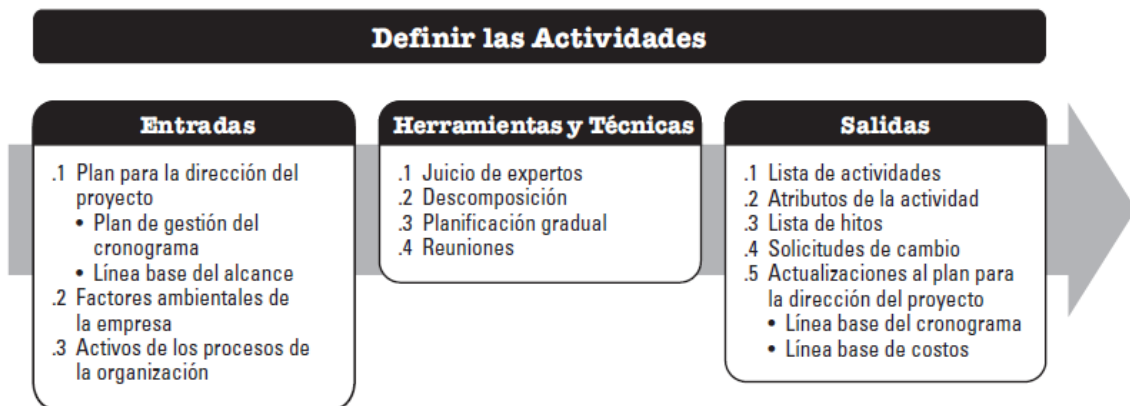 Definir las Actividades
Entradas
.1 Plan para la dirección del
proyecto
• Plan de gestión del
cronograma
• Línea base del alcance
.2 Factores ambientales de
la empresa
.3 Activos de los procesos de
la organización
Herramientas y Técnicas
.1 Juicio de expertos
.2 Descomposición
.3 Planificación gradual
.4 Reuniones
Salidas
.1 Lista de actividades
.2 Atributos de la actividad
.3 Lista de hitos
.4 Solicitudes de cambio
.5 Actualizaciones al plan para
la dirección del proyecto
• Línea base del cronograma
• Línea base de costos